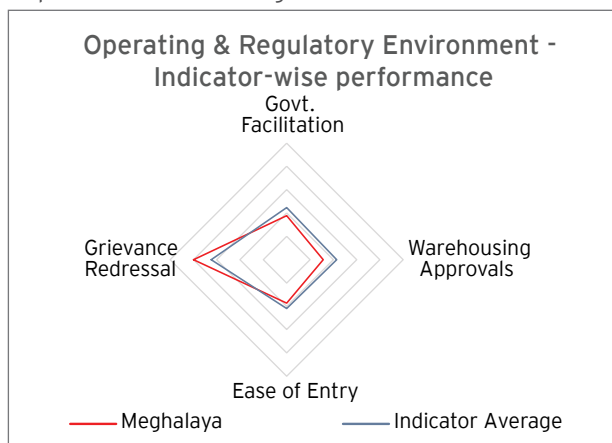 Operating & Regulatory Environment -
Indicator-wise performance
Govt.
Facilitation
Grievance
Redressal
Warehousing
Approvals
Ease of Entry
Meghalaya
Indicator Average